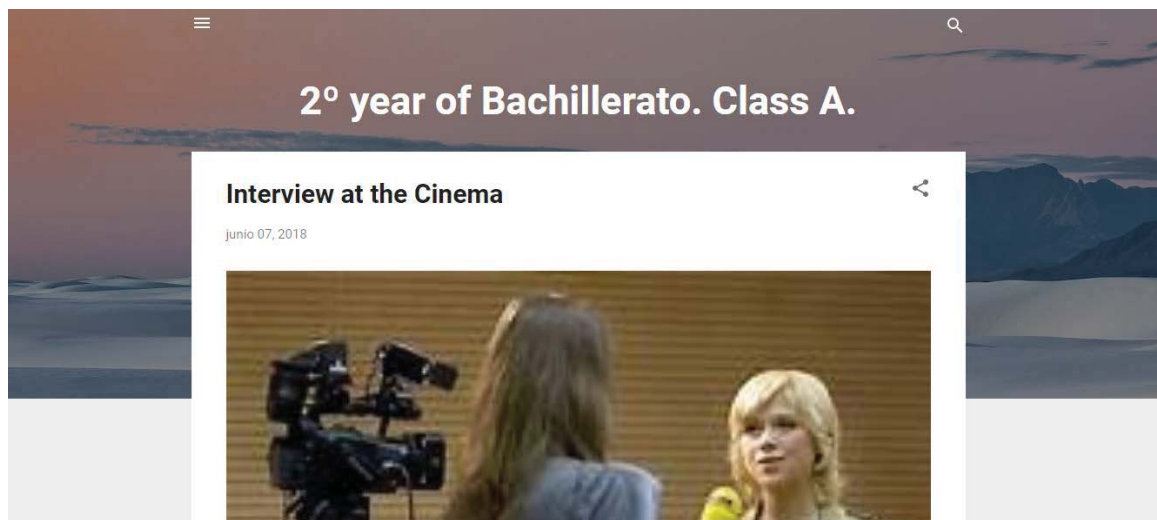 2º year of Bachillerato. Class A.
Interview at the Cinema
junio 07, 2018